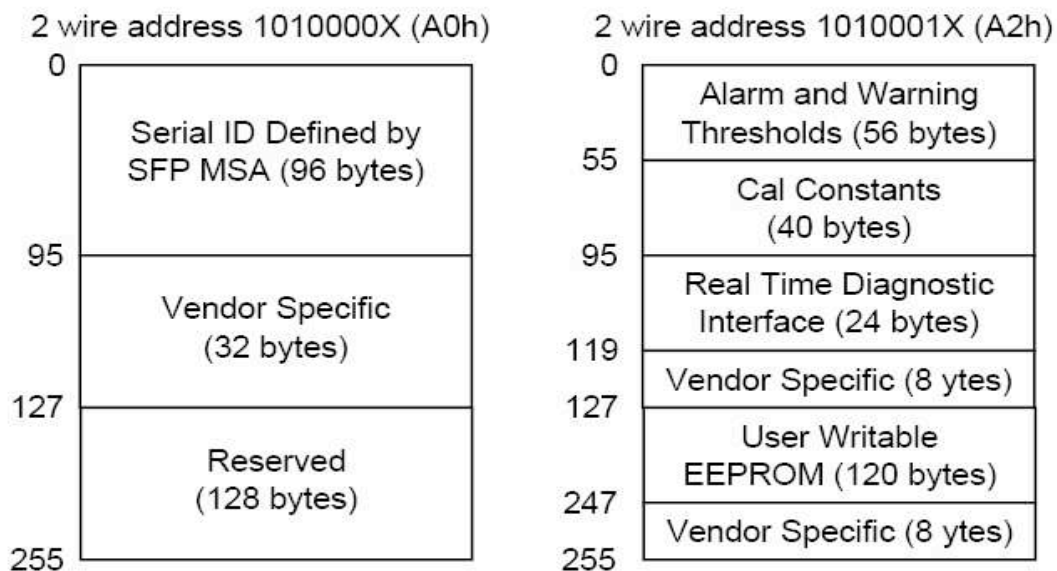 2 wire address 1010000X (A0h)
0
Serial ID Defined by
SFP MSA (96 bytes)
95
Vendor Specific
(32 bytes)
127
Reserved
(128 bytes)
255
2 wire address 1010001X (A2h)
0
Alarm and Warning
Thresholds (56 bytes)
55
Cal Constants
(40 bytes)
95
Real Time Diagnostic
Interface (24 bytes)
119
Vendor Specific (8 ytes)
127
User Writable
EEPROM (120 bytes)
247
Vendor Specific (8 ytes)
255